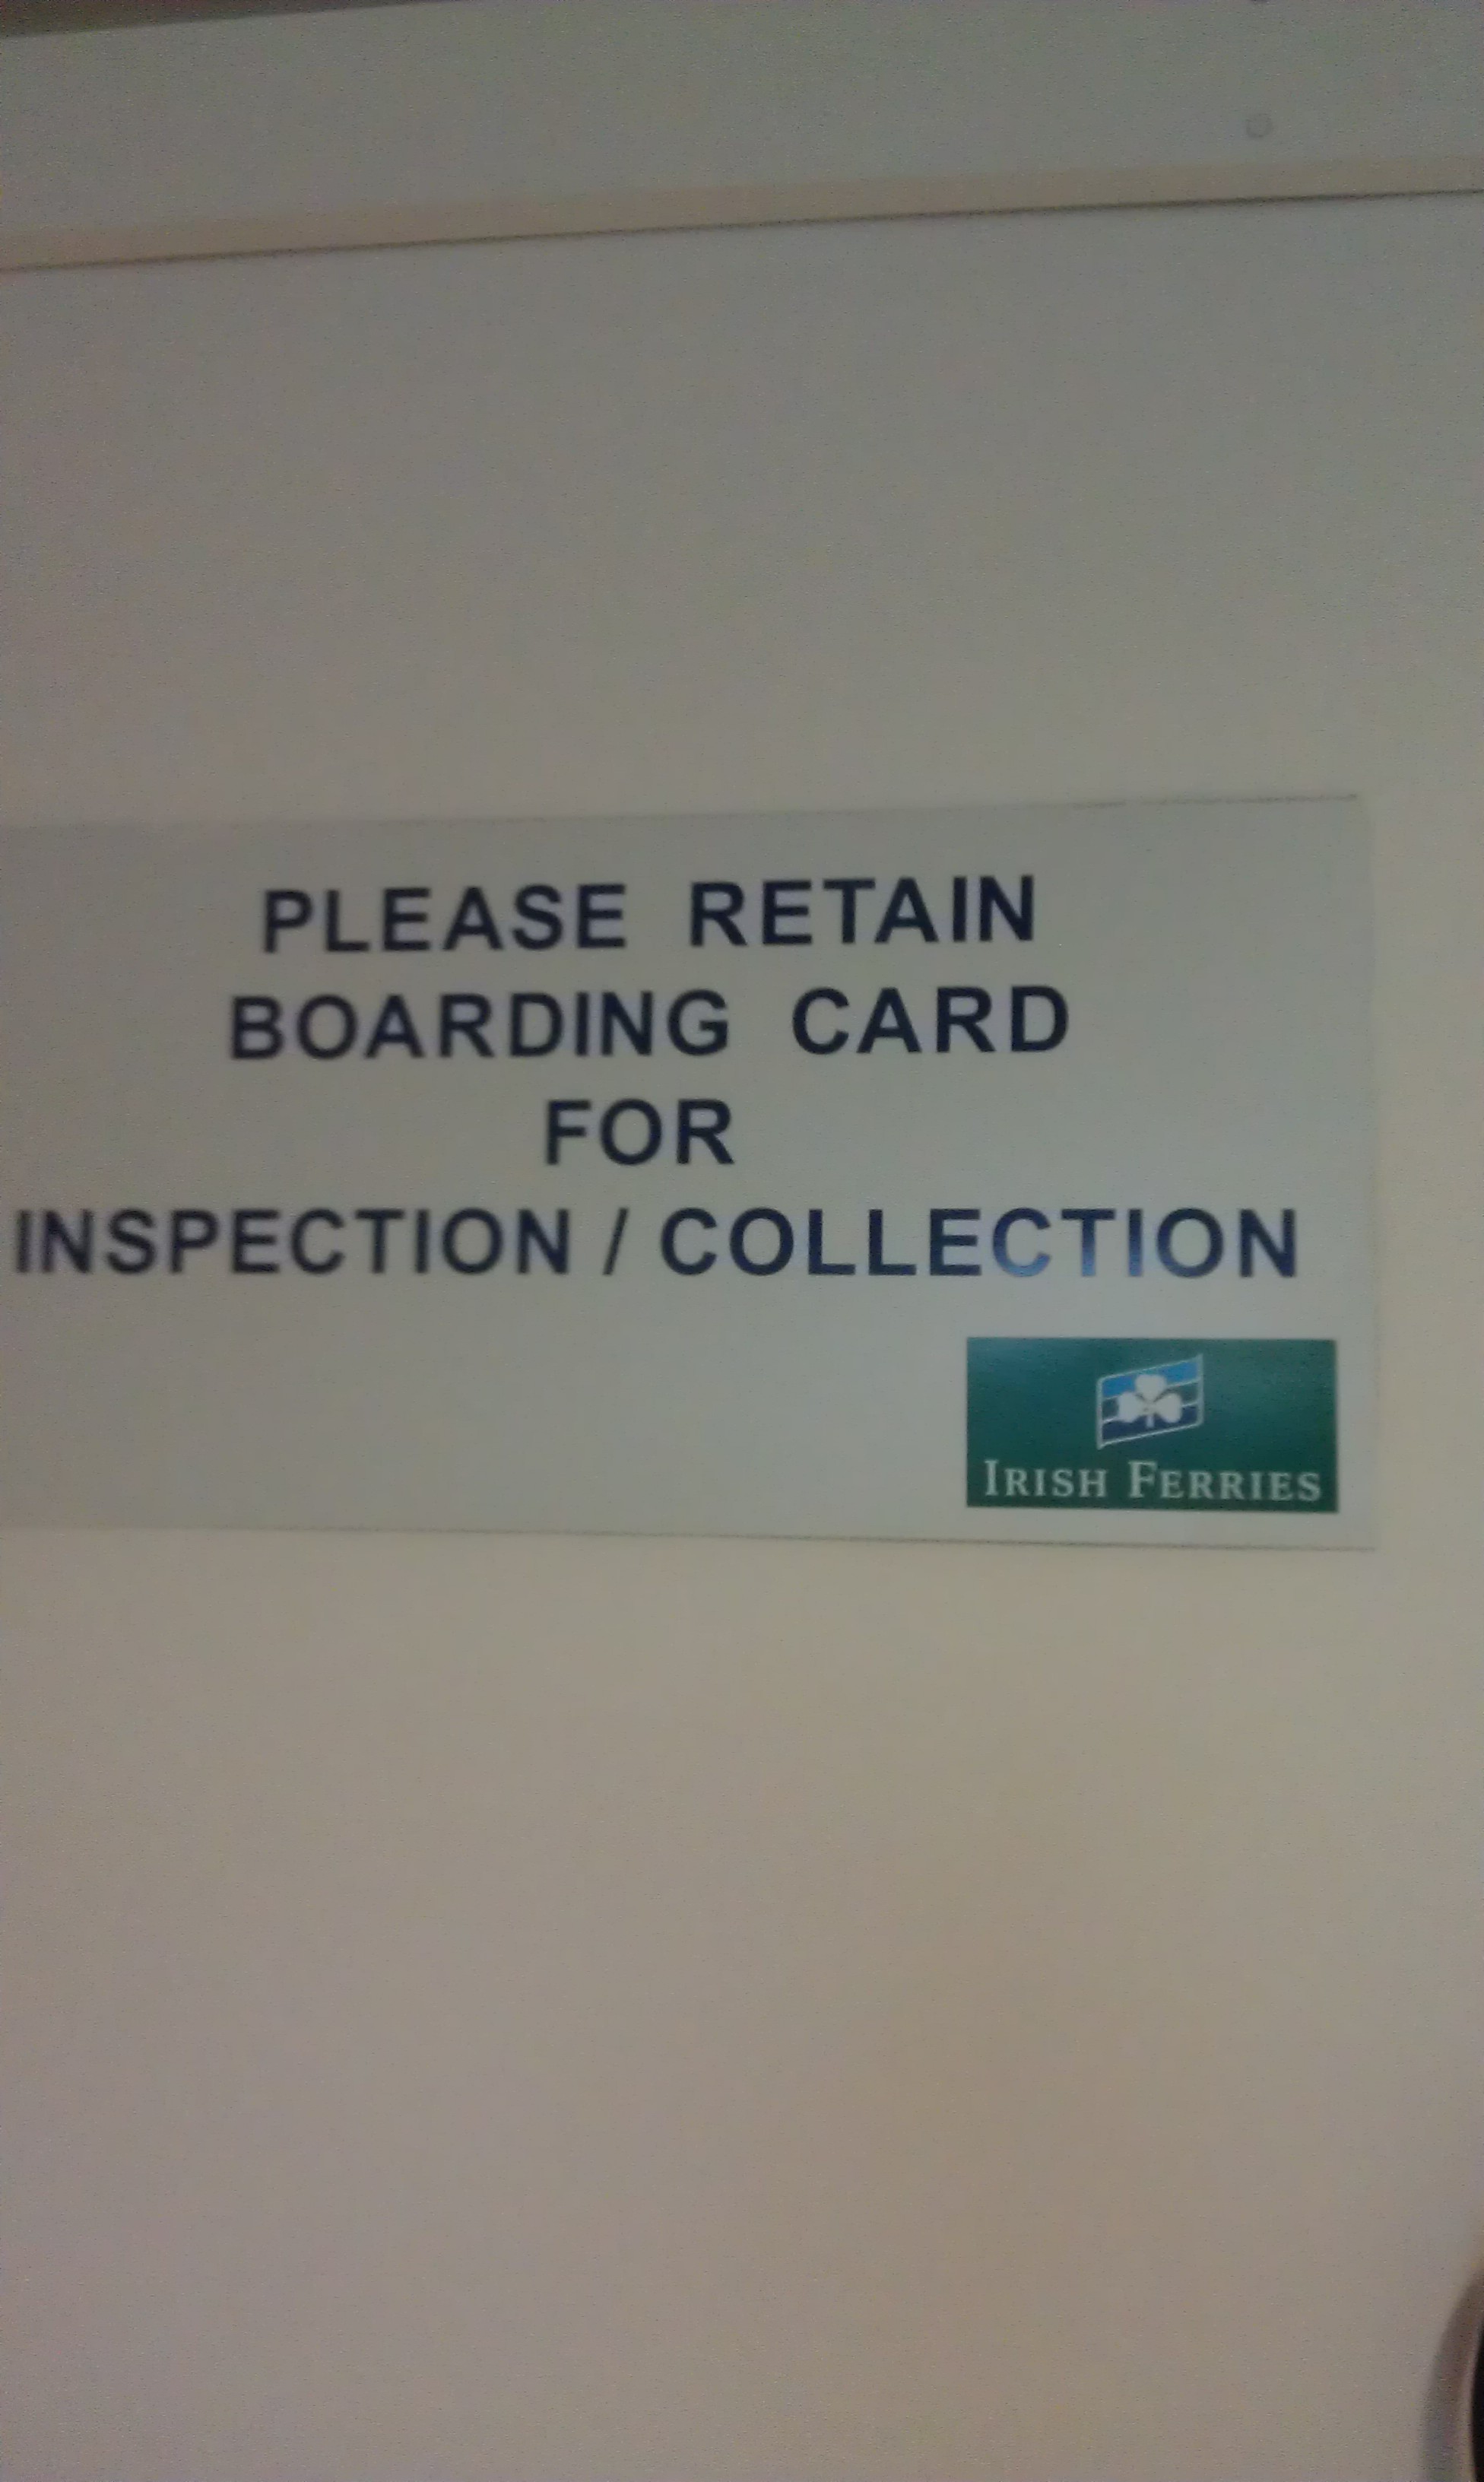 PLEASE RETAIN
BOARDING CARD
FOR
INSPECTION / COLLECTION
IRISH FERRIES